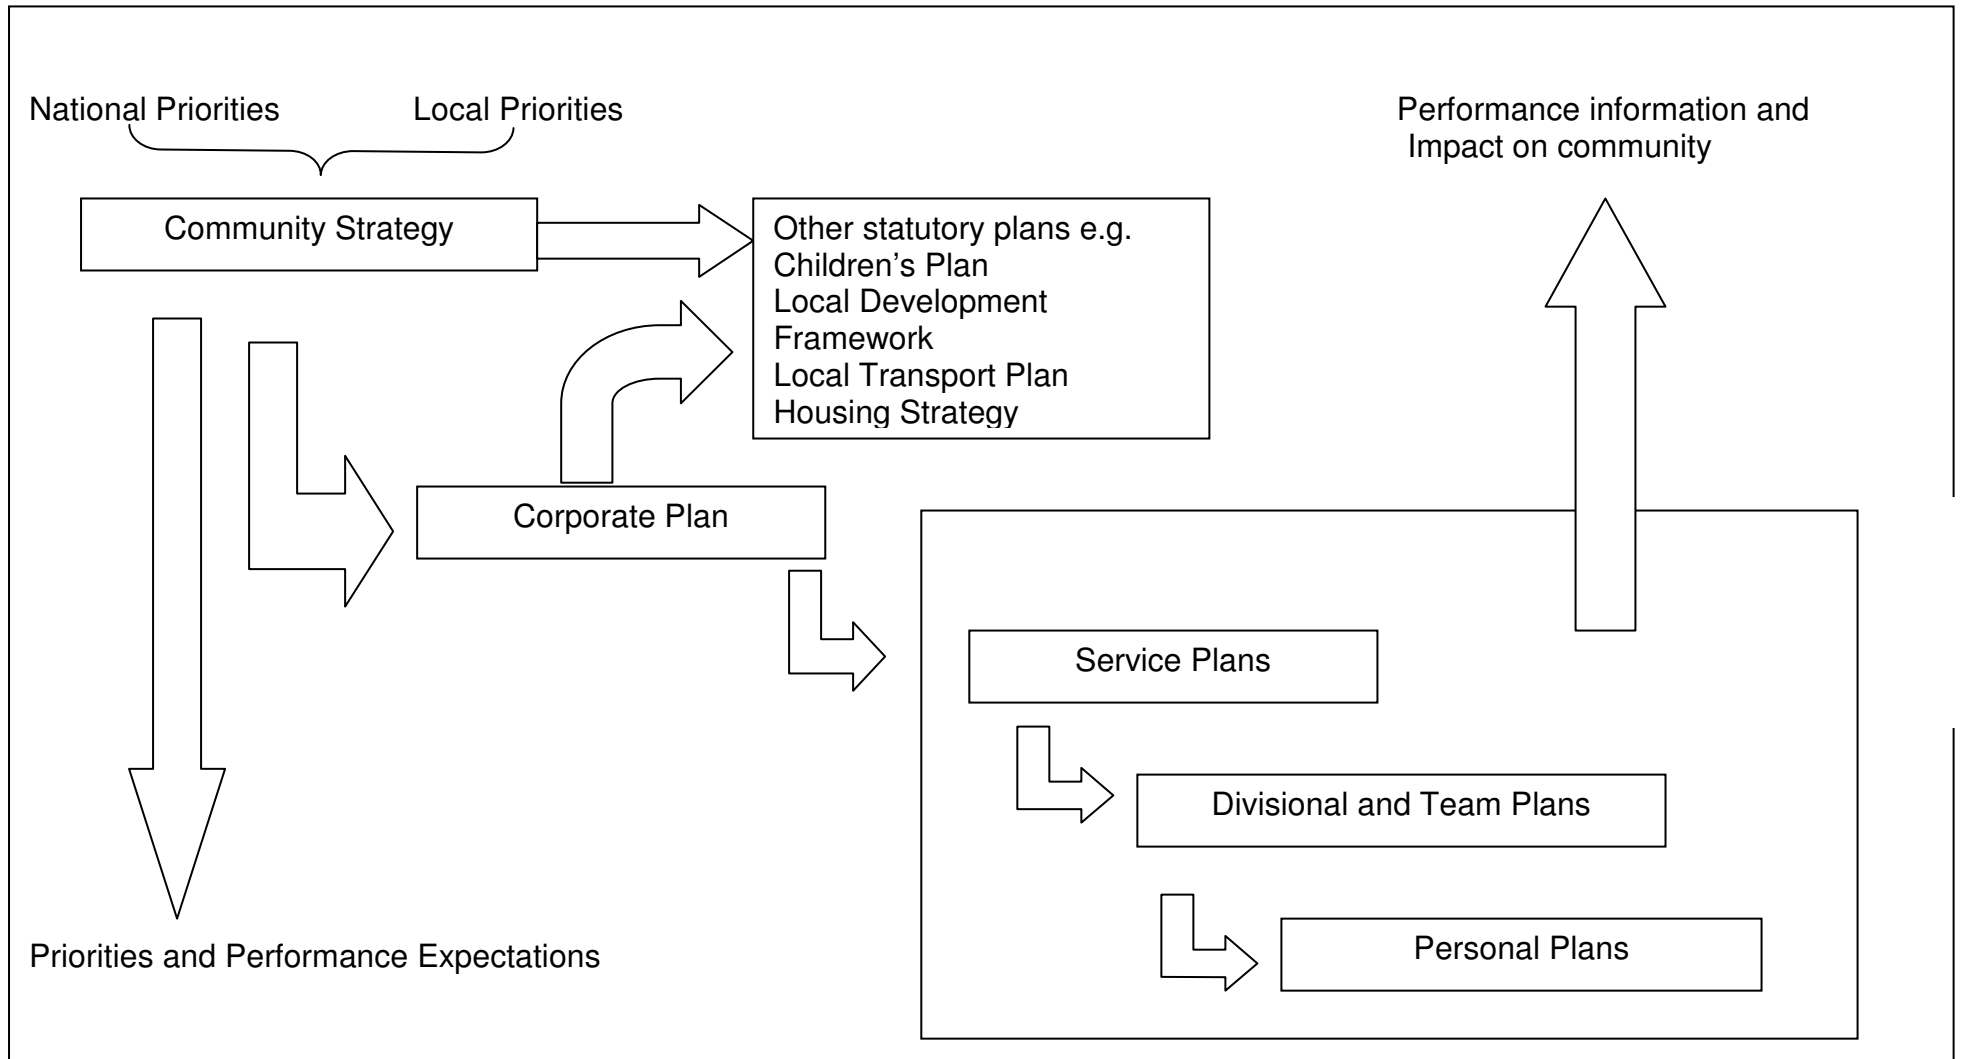 National Priorities
Local Priorities
Performance information and
Impact on community
Community Strategy
Other statutory plans e.g.
Children's Plan
Local Development
Framework
Local Transport Plan
Housing Strategy
Corporate Plan
Service Plans
Divisional and Team Plans
Personal Plans
Priorities and Performance Expectations